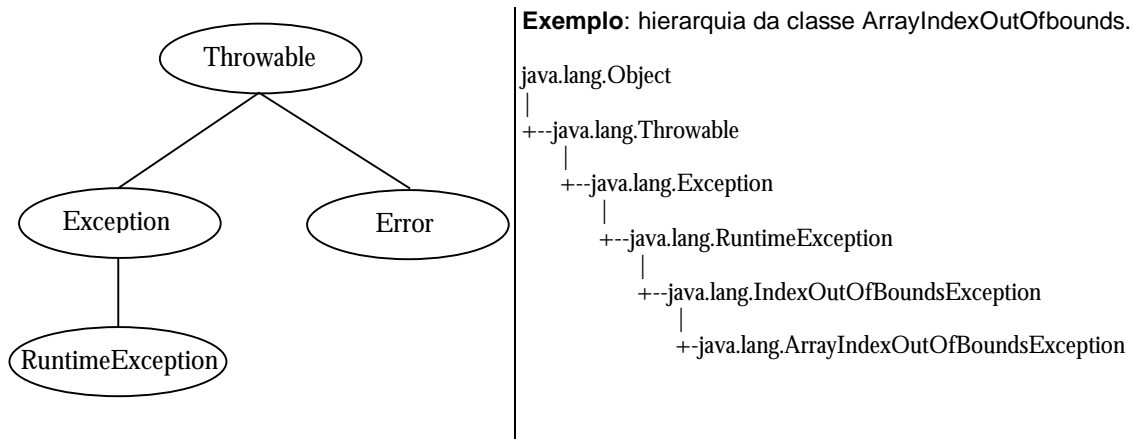 Throwable
Exception
Error
RuntimeException
Exemplo: hierarquia da classe ArrayIndexOutOfbounds.
java.lang.Object
|
+--java.lang.Throwable
|
+--java.lang.Exception
|
+--java.lang.RuntimeException
|
+--java.lang.IndexOutOfBoundsException
|
+-java.lang.ArrayIndexOutOfBoundsException